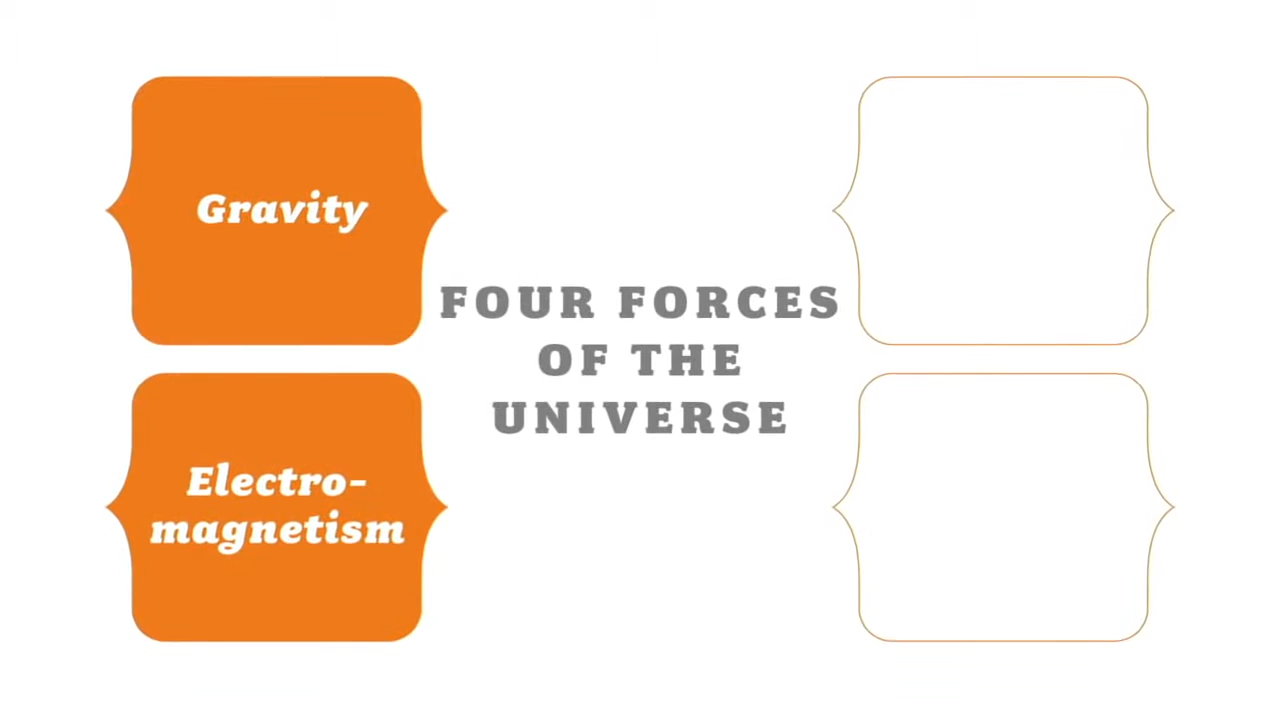 Gravity
FOUR FORCES
OF THE
UNIVERSE
Electro-
magnetism